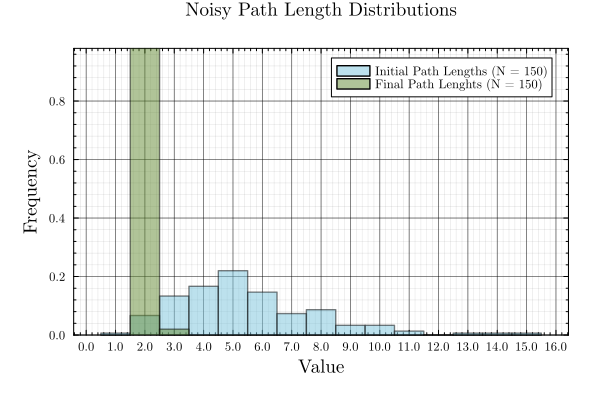 Noisy Path Length Distributions
Initial Path Lengths (N = 150)
Final Path Lenghts (N = 150)
Frequency
0.8
0.6
0.4
0.2
0.0
0.0 1.0 2.0 3.0 4.0 5.0 6.0 7.0 8.0 9.0 10.0 11.0 12.0 13.0 14.0 15.0 16.0
Value